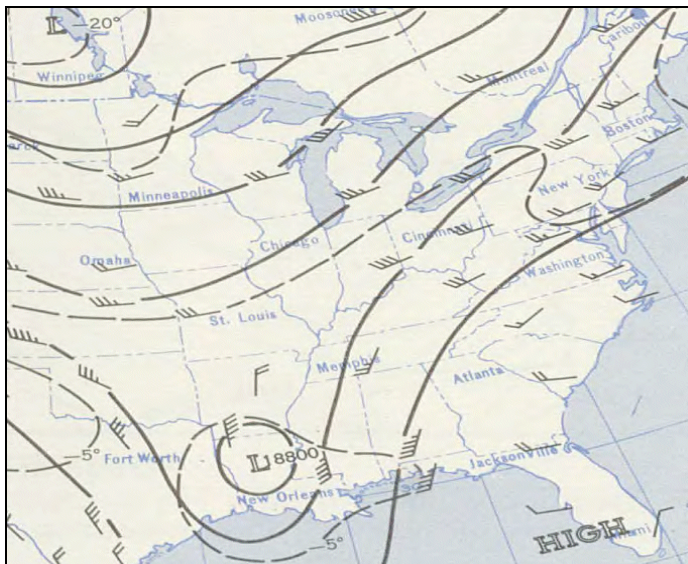 L -20°
Moosonee
Caribou
Winnipeg
Montreal
Boston
Minneapolis
New York
Chicago
Cincinnati
Omaha
Washington
St. Louis
Memphis
Atlanta
-5°
Fort Worth
L 8800
Jacksonville
New Orleans
-5°
HIGH
Miami